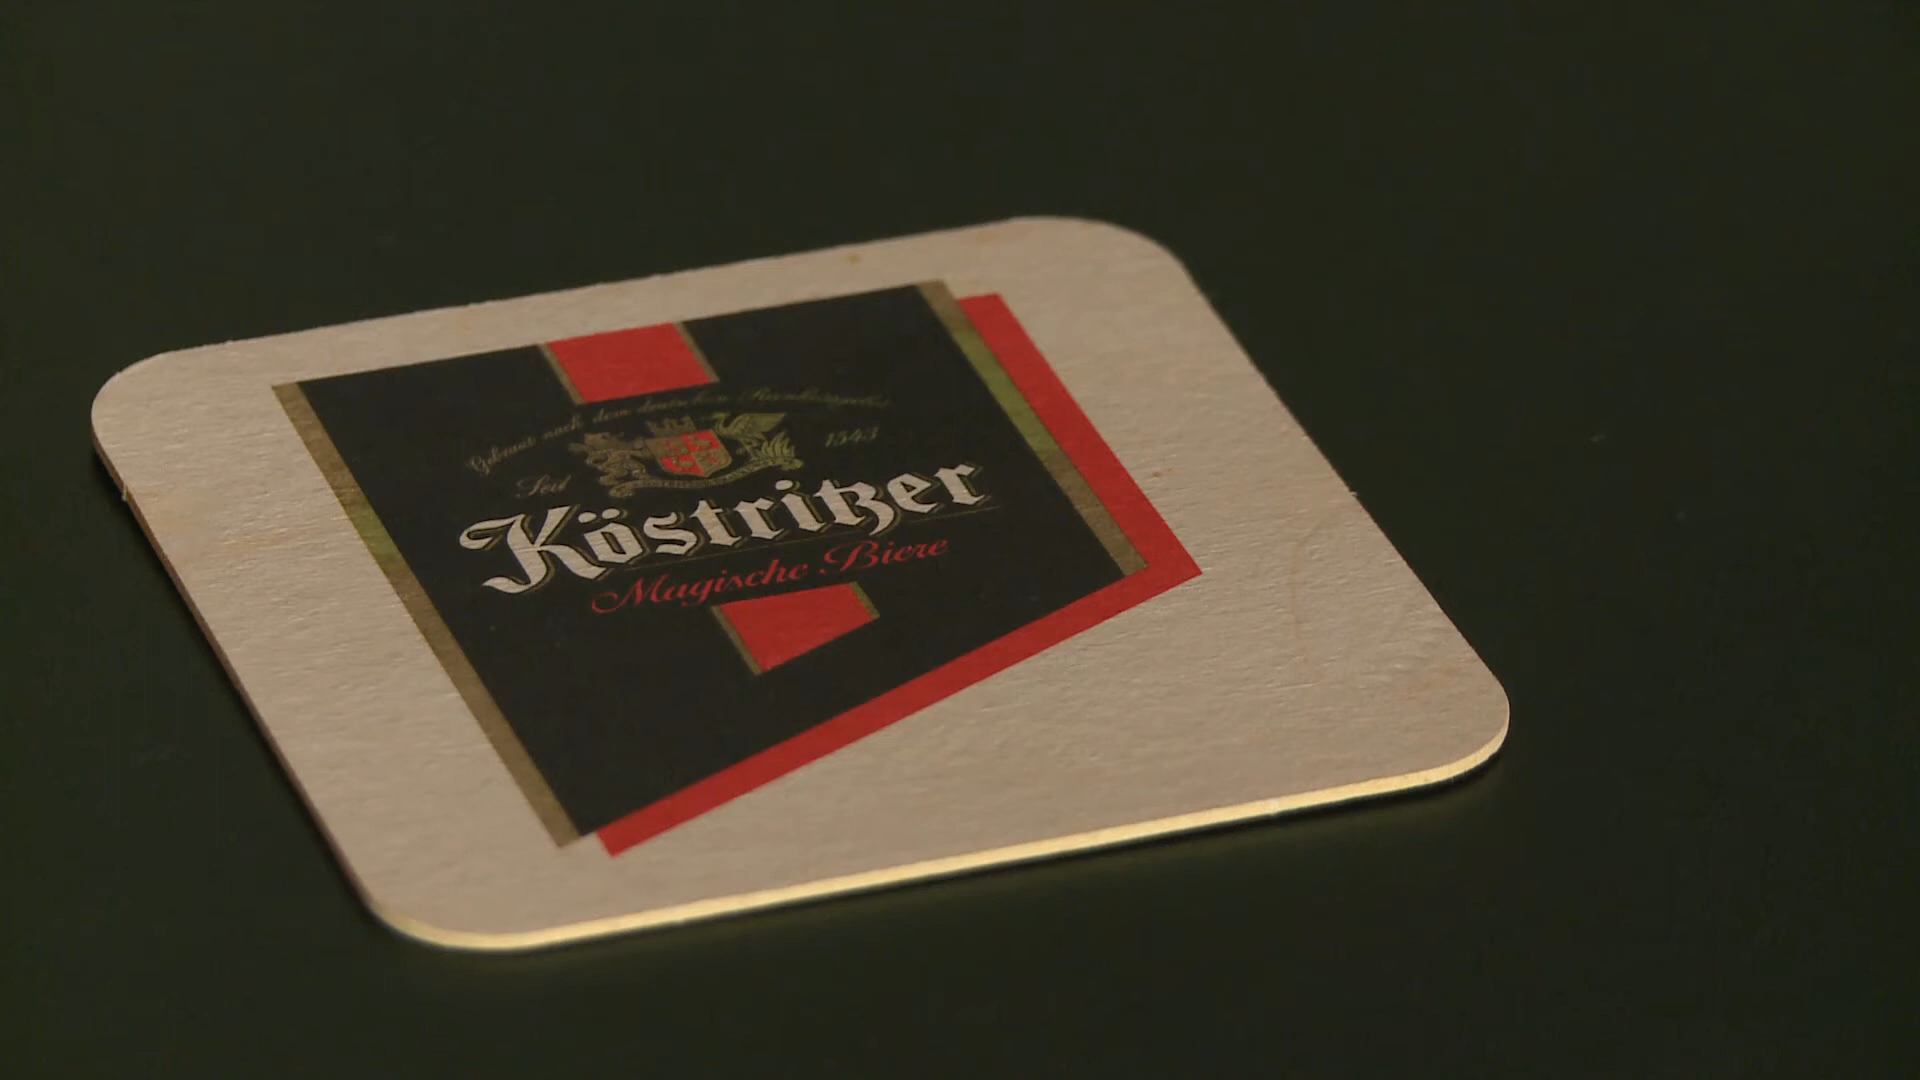 Gebraut nach dem deutschen Reinheitsgebot
Seit 1543
Köstritzer
Magische Biere